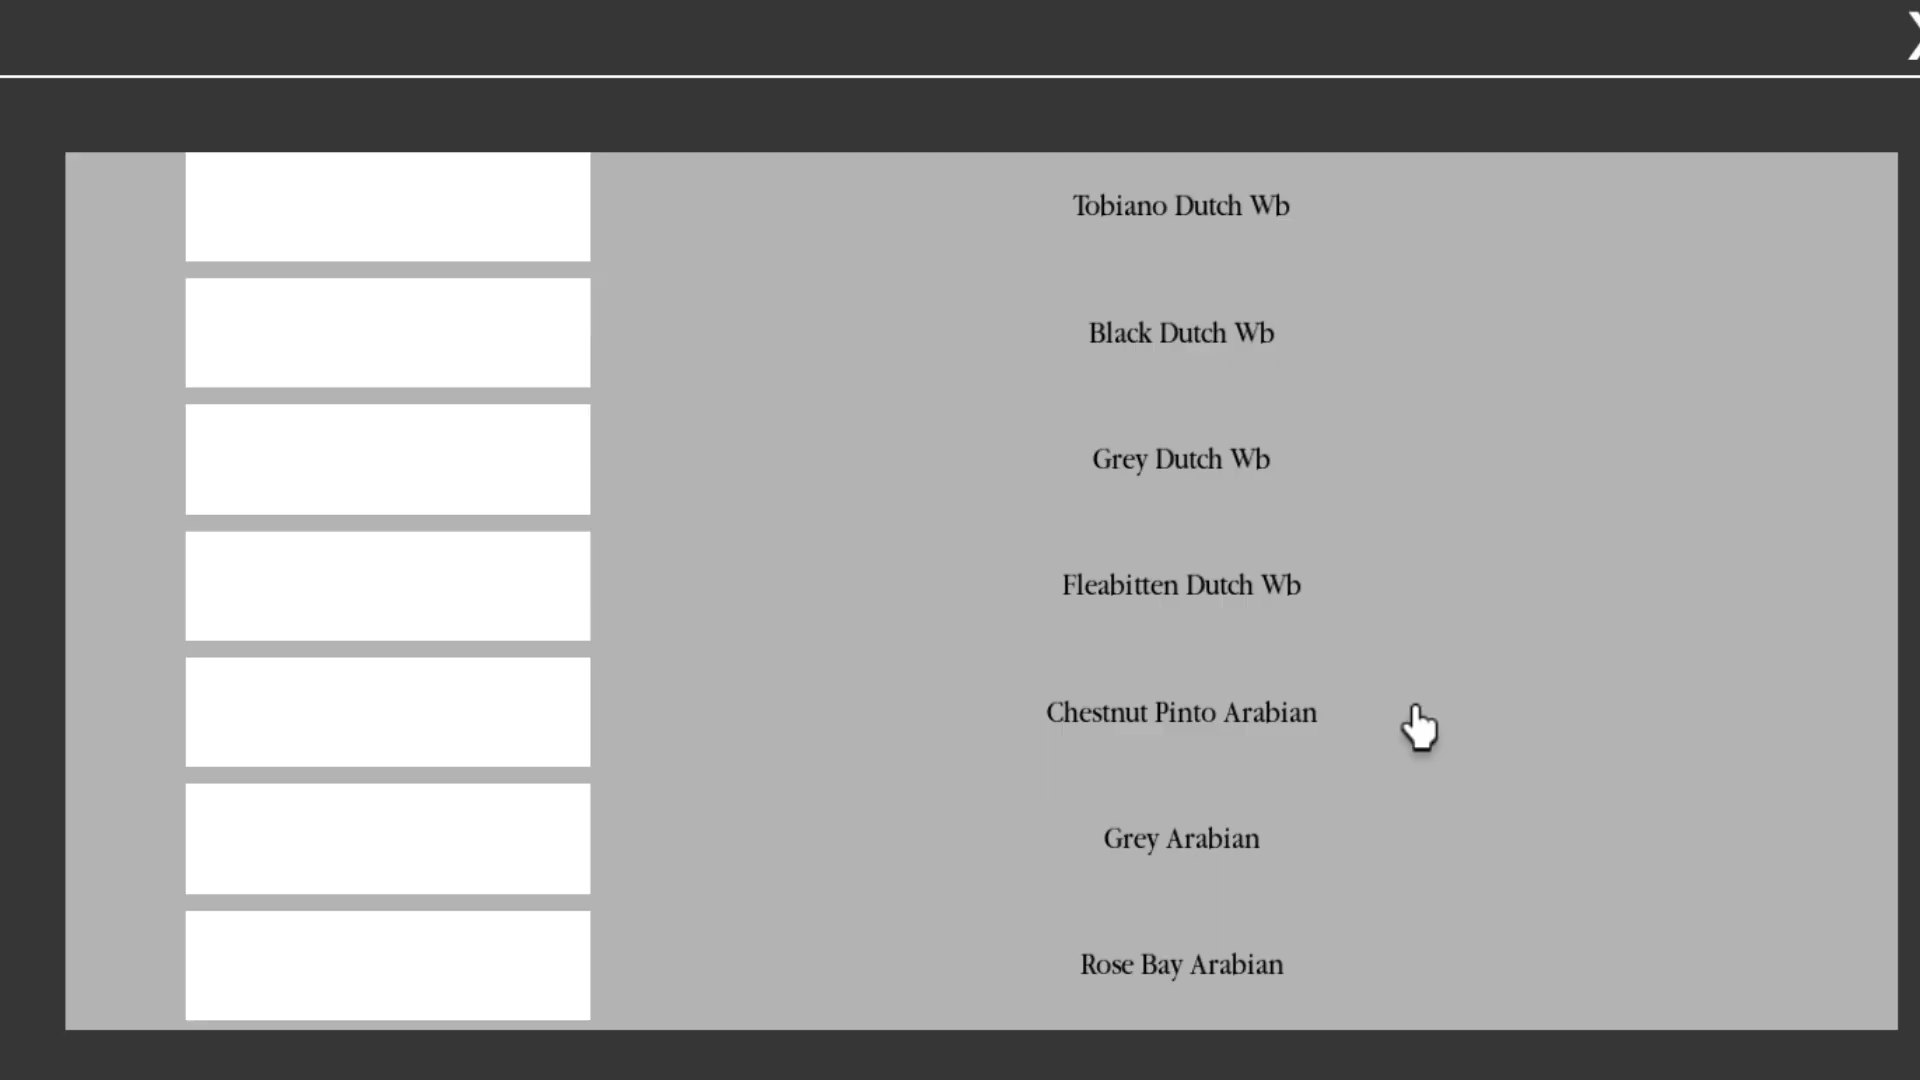 X
Tobiano Dutch Wb
Black Dutch Wb
Grey Dutch Wb
Fleabitten Dutch Wb
Chestnut Pinto Arabian
Grey Arabian
Rose Bay Arabian